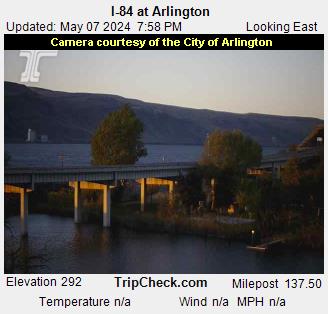 I-84 at Arlington
Updated: May 07 2024 7:58 PM Looking East
Camera courtesy of the City of Arlington
Elevation 292 TripCheck.com Milepost 137.50
Temperature n/a Wind n/a MPH n/a